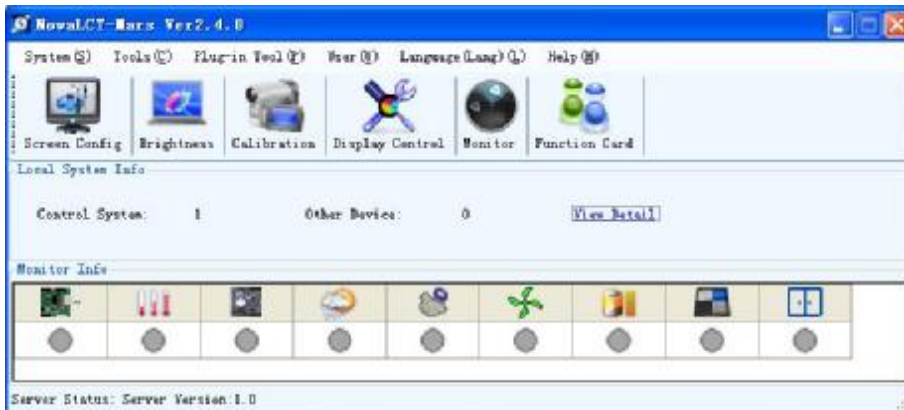 NovaLCT-Mars Ver2.4.0
System(S) Tools(C) Plug-in Tool(P) User(N) Language(Lang)(L) Help(M)
Screen Config Brightness Calibration Display Control Monitor Function Card
Local System Info
Control System: 1 Other Device: 0 View Detail
Monitor Info
Server Status: Server Version:1.0